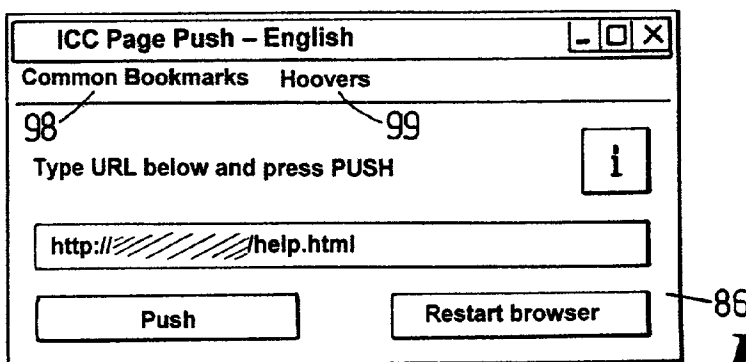 ICC Page Push – English
Common Bookmarks Hoovers
98 99
Type URL below and press PUSH i
http:// /help.html
Push Restart browser
86